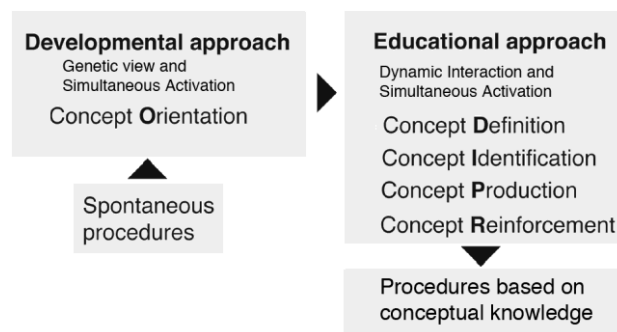 Developmental approach
Genetic view and
Simultaneous Activation
Concept Orientation
Spontaneous
procedures
Educational approach
Dynamic Interaction and
Simultaneous Activation
Concept Definition
Concept Identification
Concept Production
Concept Reinforcement
Procedures based on
conceptual knowledge